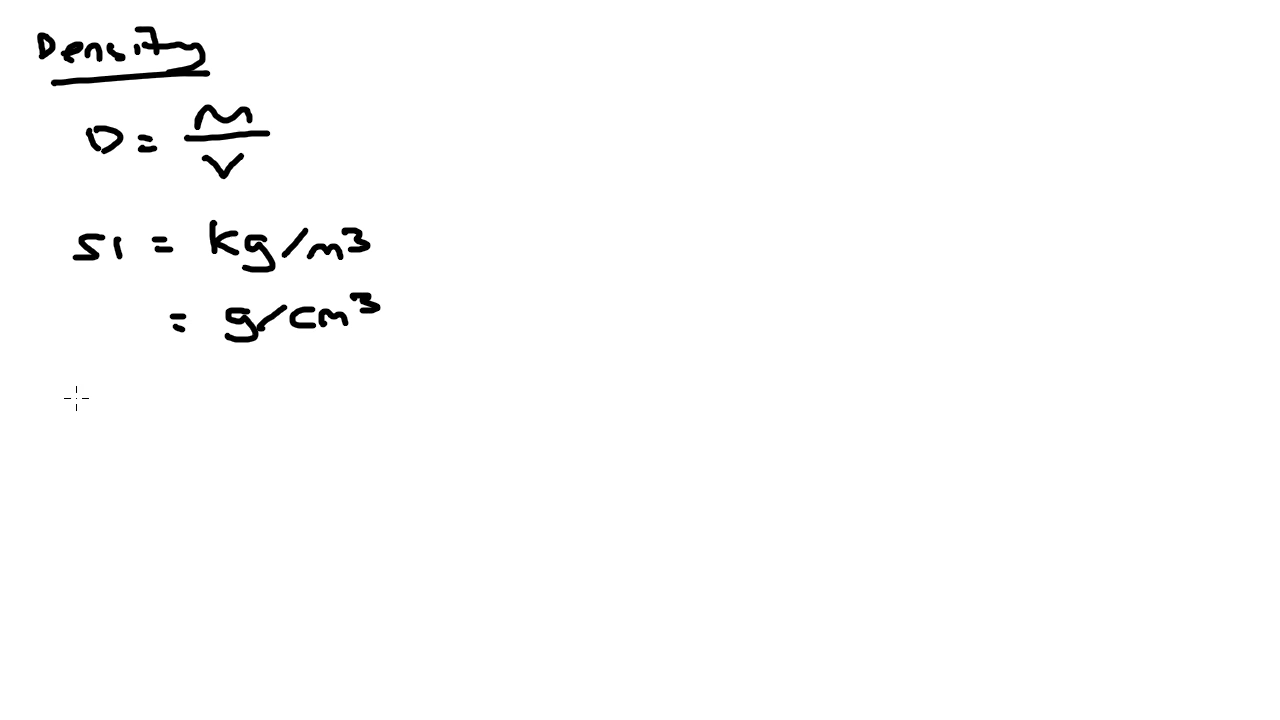 Density
D = M/V
SI = kg/m³
= g/cm³